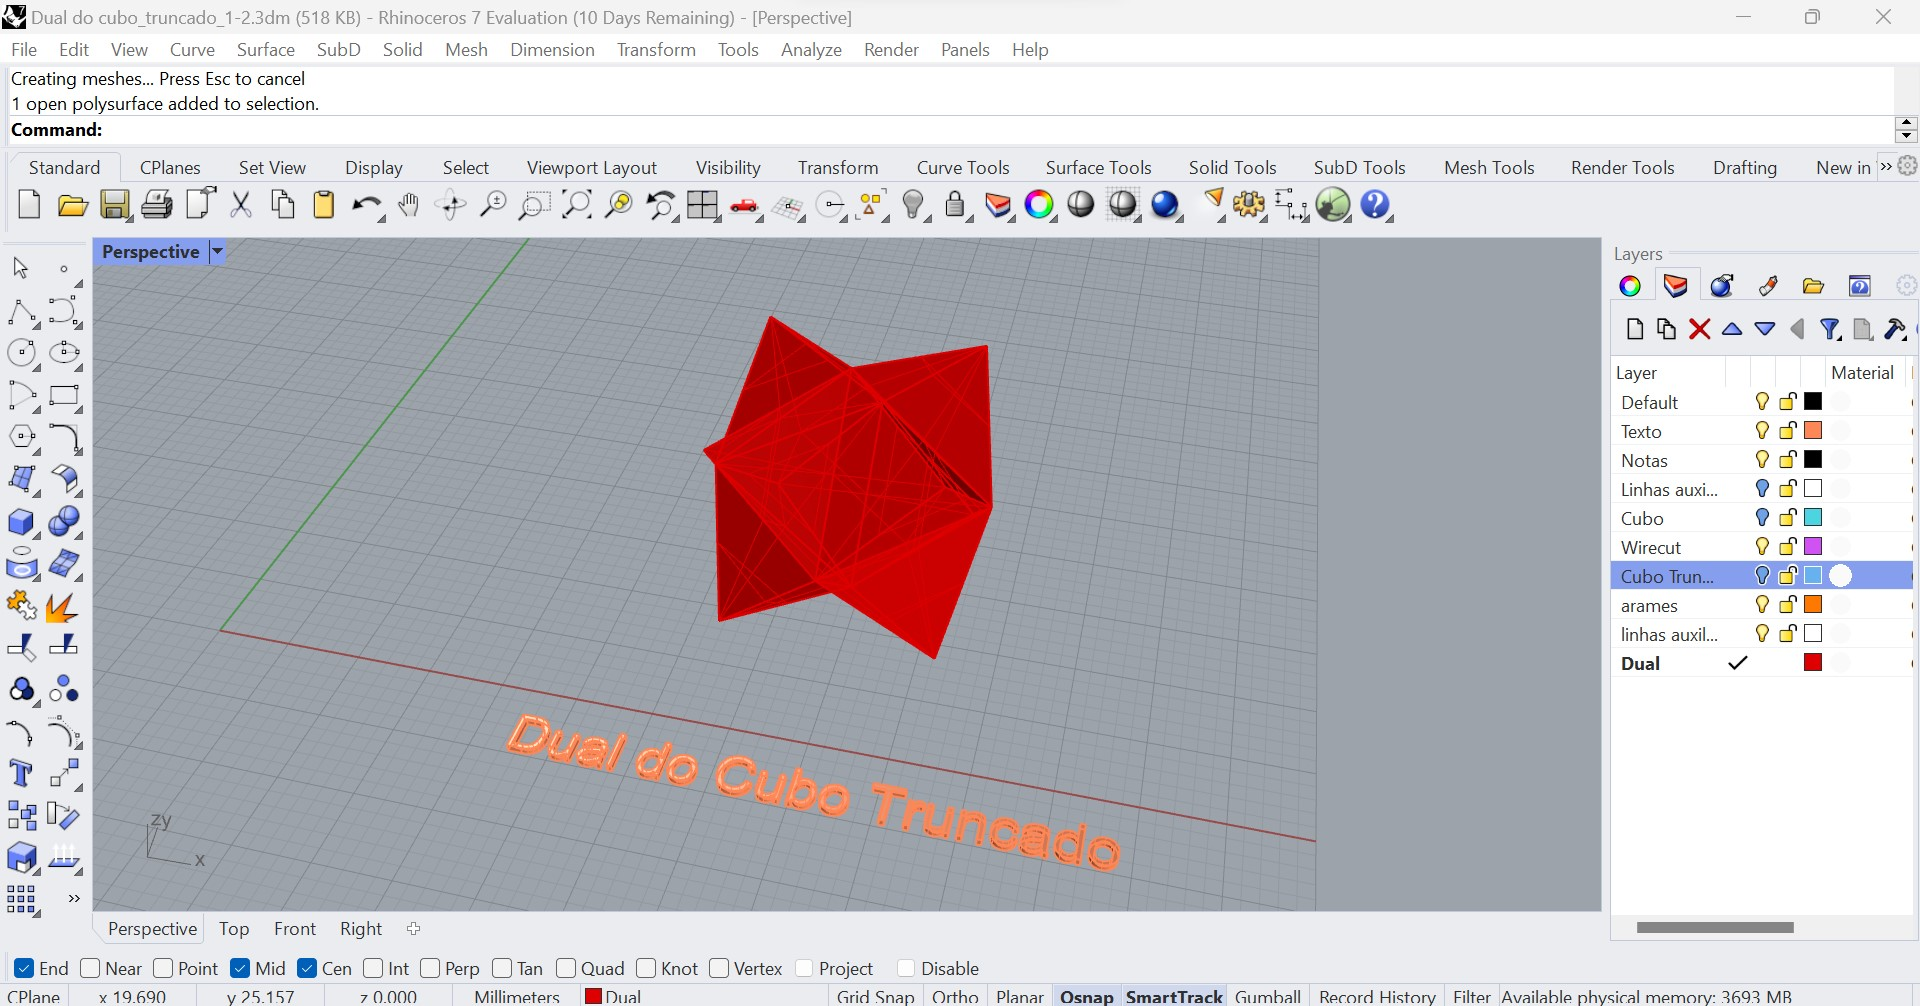 Dual do cubo_truncado_1-2.3dm (518 KB) - Rhinoceros 7 Evaluation (10 Days Remaining) - [Perspective]
File Edit View Curve Surface SubD Solid Mesh Dimension Transform Tools Analyze Render Panels Help
Creating meshes... Press Esc to cancel
1 open polysurface added to selection.
Command:
Standard CPlanes Set View Display Select Viewport Layout Visibility Transform Curve Tools Surface Tools Solid Tools SubD Tools Mesh Tools Render Tools Drafting New in
Perspective
Layers
Layer Material
Default
Texto
Notas
Linhas auxi...
Cubo
Wirecut
Cubo Trun...
arames
linhas auxil...
Dual
Dual do Cubo Truncado
zy
x
Perspective Top Front Right
End Near Point Mid Cen Int Perp Tan Quad Knot Vertex Project Disable
CPlane x 19.690 y 25.157 z 0.000 Millimeters Dual Grid Snap Ortho Planar Osnap SmartTrack Gumball Record History Filter Available physical memory: 3693 MB